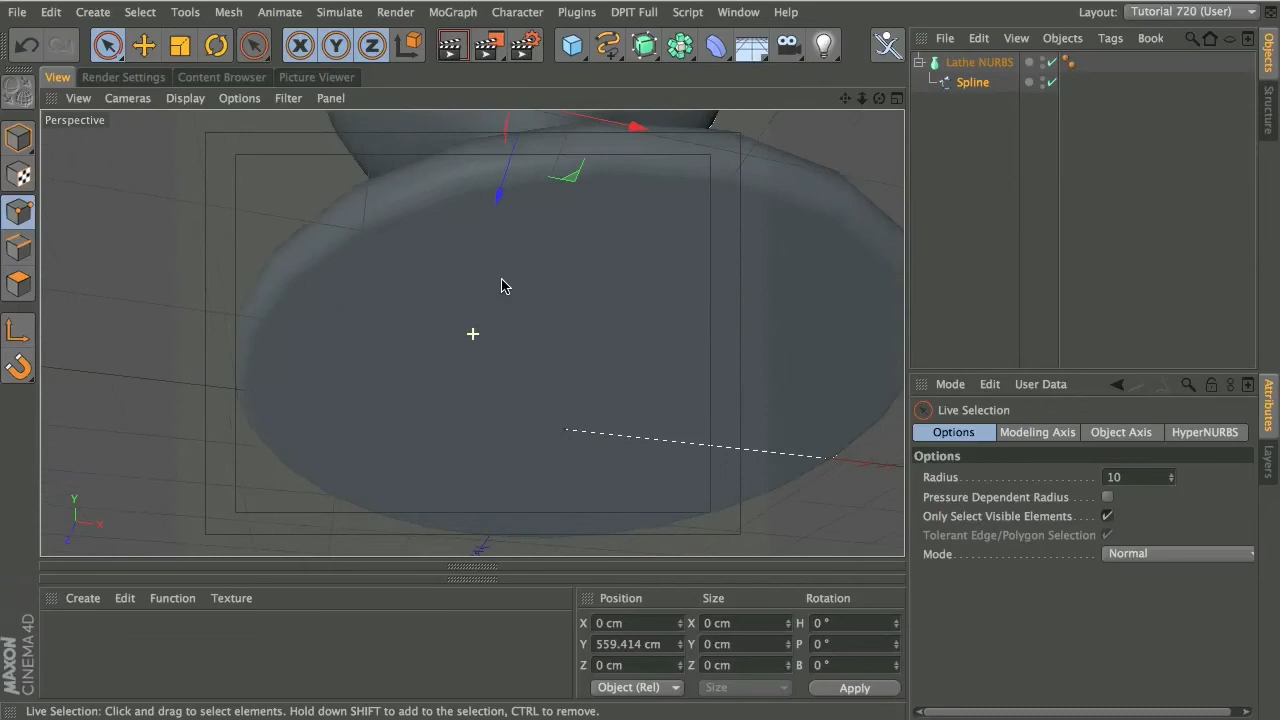 File Edit Create Select Tools Mesh Animate Simulate Render MoGraph Character Plugins DPIT Full Script Window Help Layout: Tutorial 720 (User)
X Y Z
File Edit View Objects Tags Book
View Render Settings Content Browser Picture Viewer
View Cameras Display Options Filter Panel
Perspective
Lathe NURBS
Spline
Objects
Structure
Mode Edit User Data
Live Selection
Options Modeling Axis Object Axis HyperNURBS
Options
Radius 10
Pressure Dependent Radius
Only Select Visible Elements
Tolerant Edge/Polygon Selection
Mode Normal
Attributes
Layers
Y
X
Z
Create Edit Function Texture
Position Size Rotation
X 0 cm X 0 cm H 0 °
Y 559.414 cm Y 0 cm P 0 °
Z 0 cm Z 0 cm B 0 °
Object (Rel) Size Apply
MAXON
CINEMA 4D
Live Selection: Click and drag to select elements. Hold down SHIFT to add to the selection, CTRL to remove.